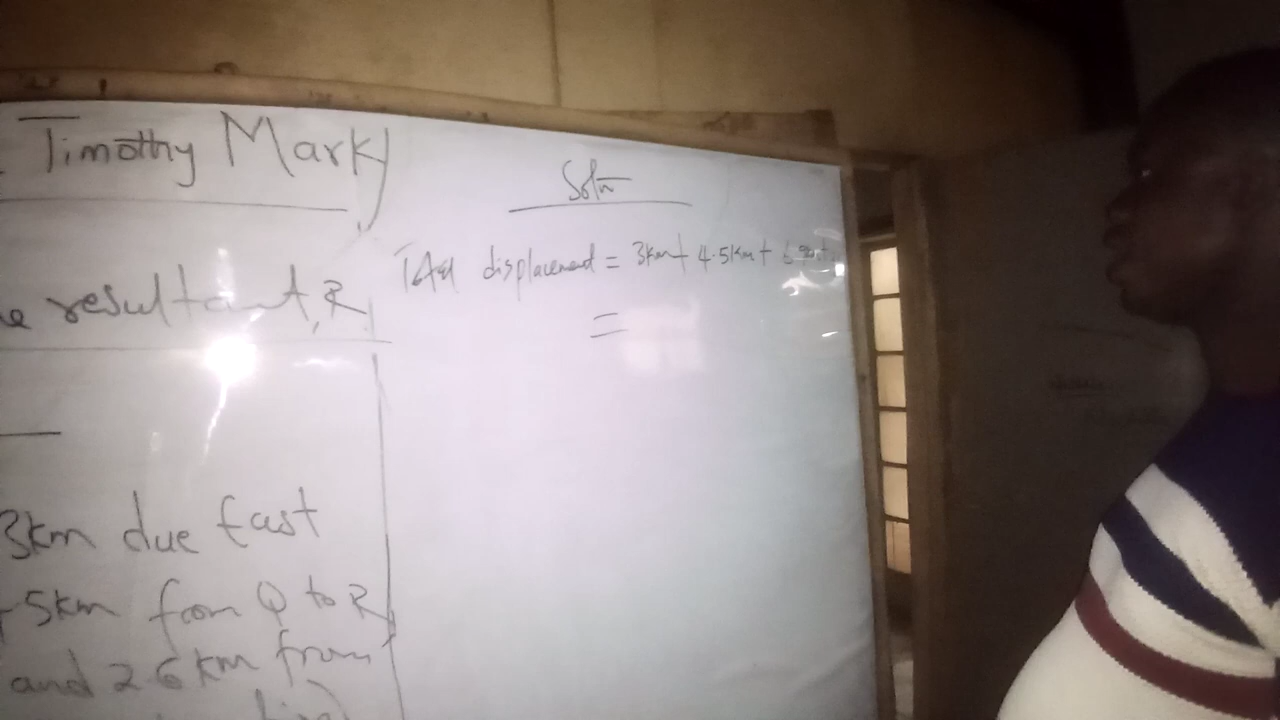 Timothy Mark
resultant, R
3km due East
5km from Q to R
and 2.6km from
Soln
Total displacement = 3km + 4.5km +
=